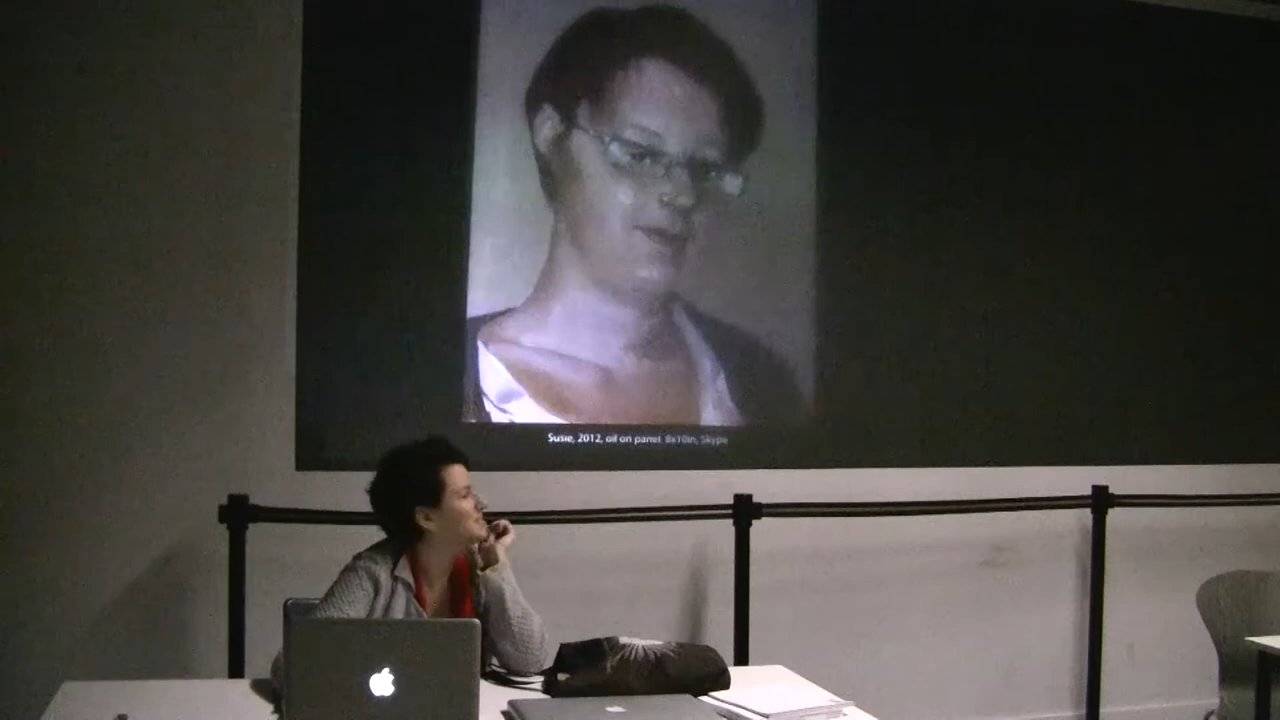 Susie, 2012, oil on panel, 8x10in, Skype